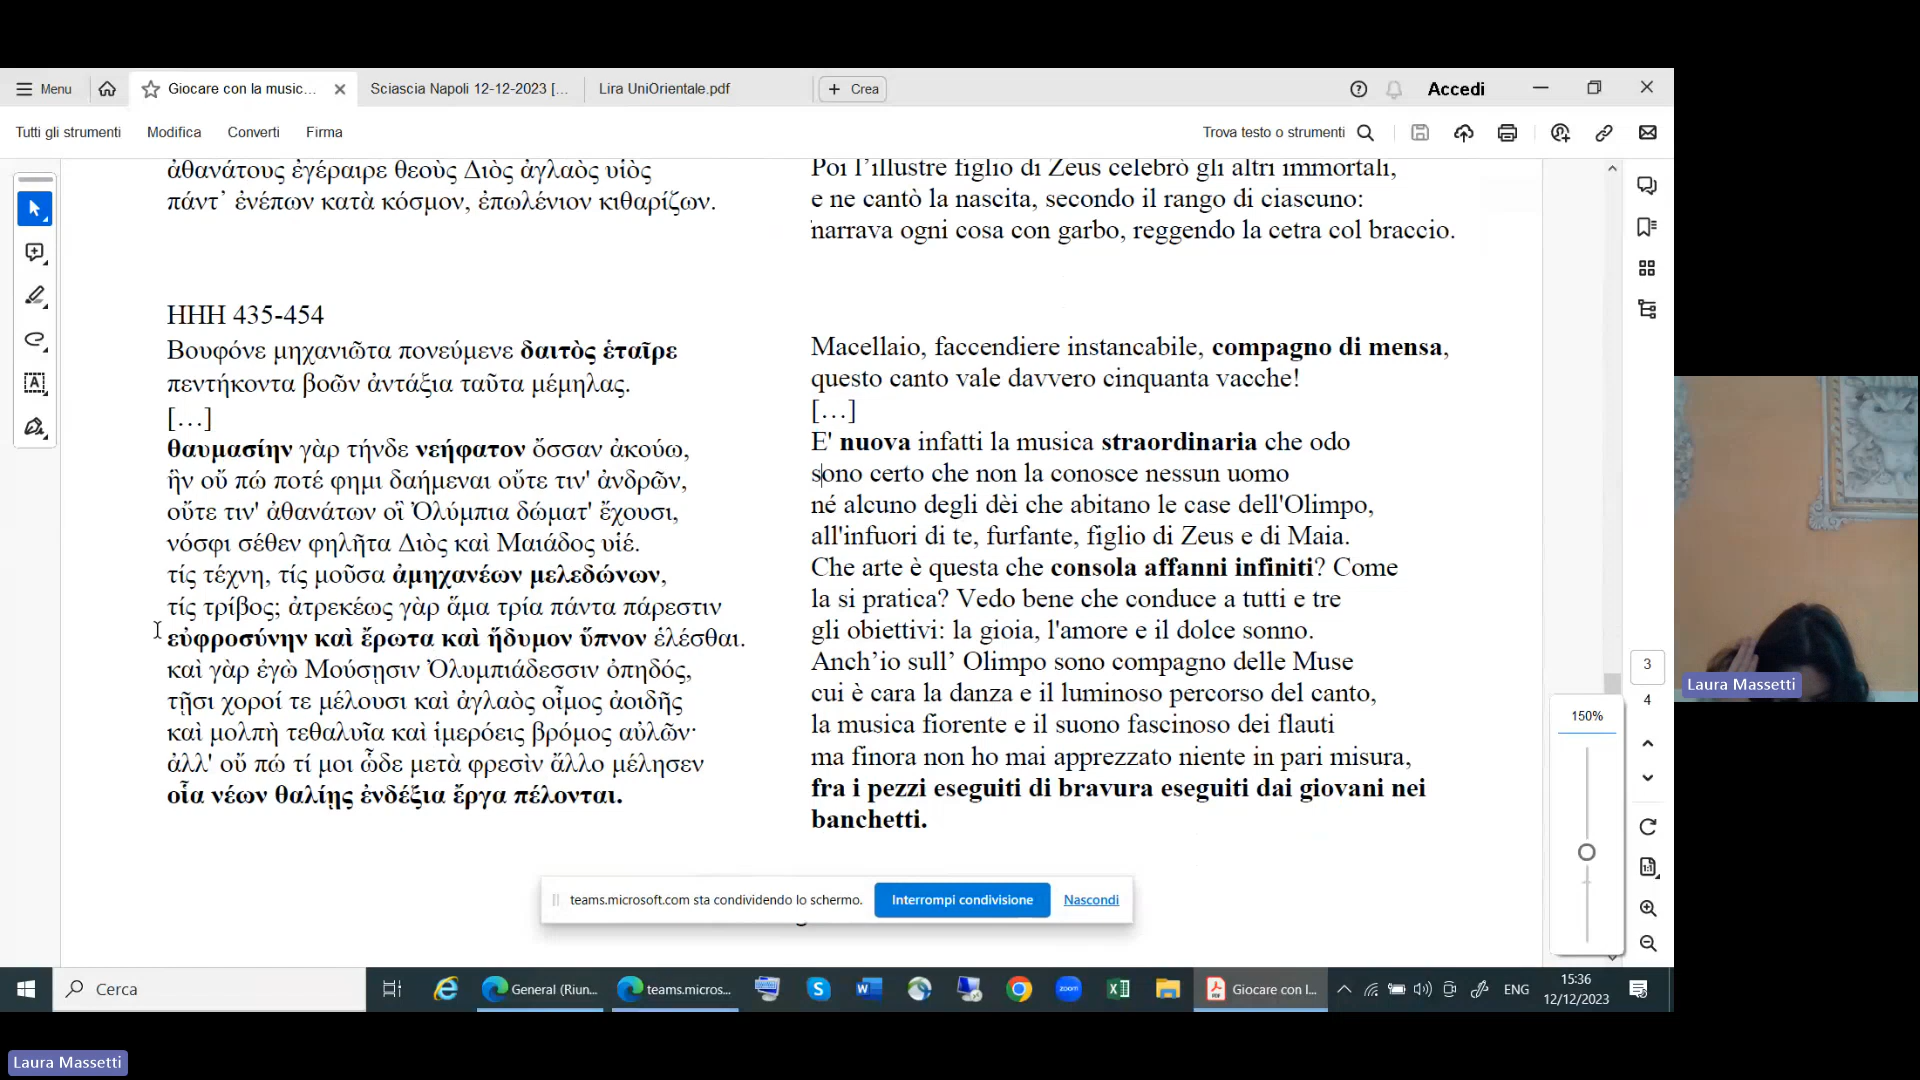 Menu
Giocare con la music...
Sciascia Napoli 12-12-2023 [...
Lira UniOrientale.pdf
Crea
Accedi
Tutti gli strumenti
Modifica
Converti
Firma
Trova testo o strumenti
ἀθανάτους ἐγέραιρε θεοὺς Διὸς ἀγλαὸς υἱὸς
πάντ᾽ ἐνέπων κατὰ κόσμον, ἐπωλένιον κιθαρίζων.
Poi l’illustre figlio di Zeus celebrò gli altri immortali,
e ne cantò la nascita, secondo il rango di ciascuno:
narrava ogni cosa con garbo, reggendo la cetra col braccio.
HHH 435-454
Βουφόνε μηχανιῶτα πονεύμενε δαιτὸς ἑταῖρε
πεντήκοντα βοῶν ἀντάξια ταῦτα μέμηλας.
[…]
θαυμασίην γὰρ τήνδε νεήφατον ὄσσαν ἀκούω,
ἣν οὔ πώ ποτέ φημι δαήμεναι οὔτε τιν' ἀνδρῶν,
οὔτε τιν' ἀθανάτων οἳ Ὀλύμπια δώματ' ἔχουσι,
νόσφι σέθεν φηλῆτα Διὸς καὶ Μαιάδος υἱέ.
τίς τέχνη, τίς μοῦσα ἀμηχανέων μελεδώνων,
τίς τρίβος; ἀτρεκέως γὰρ ἅμα τρία πάντα πάρεστιν
εὐφροσύνην καὶ ἔρωτα καὶ ἥδυμον ὕπνον ἑλέσθαι.
καὶ γὰρ ἐγὼ Μούσῃσιν Ὀλυμπιάδεσσιν ὀπηδός,
τῇσι χοροί τε μέλουσι καὶ ἀγλαὸς οἶμος ἀοιδῆς
καὶ μολπὴ τεθαλυῖα καὶ ἱμερόεις βρόμος αὐλῶν·
ἀλλ' οὔ πώ τί μοι ὧδε μετὰ φρεσὶν ἄλλο μέλησεν
οἷα νέων θαλίῃς ἐνδέξια ἔργα πέλονται.
Macellaio, faccendiere instancabile, compagno di mensa,
questo canto vale davvero cinquanta vacche!
[…]
E' nuova infatti la musica straordinaria che odo
sono certo che non la conosce nessun uomo
né alcuno degli dèi che abitano le case dell'Olimpo,
all'infuori di te, furfante, figlio di Zeus e di Maia.
Che arte è questa che consola affanni infiniti? Come
la si pratica? Vedo bene che conduce a tutti e tre
gli obiettivi: la gioia, l'amore e il dolce sonno.
Anch’io sull’ Olimpo sono compagno delle Muse
cui è cara la danza e il luminoso percorso del canto,
la musica fiorente e il suono fascinoso dei flauti
ma finora non ho mai apprezzato niente in pari misura,
fra i pezzi eseguiti di bravura eseguiti dai giovani nei
banchetti.
3
4
150%
teams.microsoft.com sta condividendo lo schermo.
Interrompi condivisione
Nascondi
Laura Massetti
Cerca
General (Riun...
teams.micros...
Giocare con l...
ENG
15:36
12/12/2023
Laura Massetti